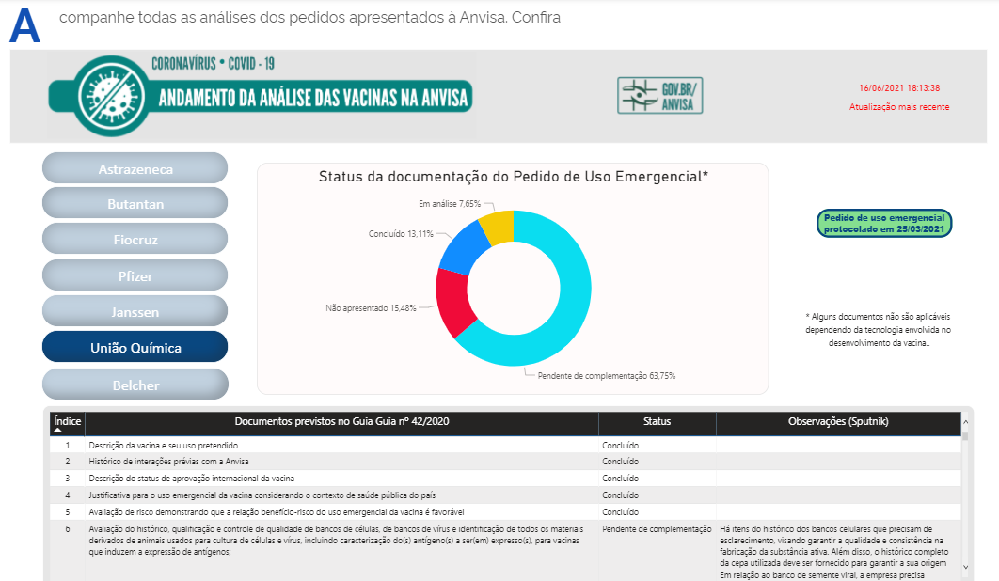 A companhe todas as análises dos pedidos apresentados à Anvisa. Confira
CORONAVÍRUS • COVID - 19
ANDAMENTO DA ANÁLISE DAS VACINAS NA ANVISA
GOV.BR/
ANVISA
16/06/2021 18:13:38
Atualização mais recente
Astrazeneca
Butantan
Fiocruz
Pfizer
Janssen
União Química
Belcher
Status da documentação do Pedido de Uso Emergencial*
Em análise 7,65%
Concluído 13,11%
Não apresentado 15,48%
Pendente de complementação 63,75%
Pedido de uso emergencial
protocolado em 25/03/2021
* Alguns documentos não são aplicáveis
dependendo da tecnologia envolvida no
desenvolvimento da vacina..
Índice Documentos previstos no Guia Guia nº 42/2020 Status Observações (Sputnik)
1 Descrição da vacina e seu uso pretendido Concluído
2 Histórico de interações prévias com a Anvisa Concluído
3 Descrição do status de aprovação internacional da vacina Concluído
4 Justificativa para o uso emergencial da vacina considerando o contexto de saúde pública do país Concluído
5 Avaliação de risco demonstrando que a relação benefício-risco do uso emergencial da vacina é favorável Concluído
6 Avaliação do histórico, qualificação e controle de qualidade de bancos de células, de bancos de vírus e identificação de todos os materiais
derivados de animais usados para cultura de células e vírus, incluindo caracterização do(s) antígeno(s) a ser(em) expresso(s), para vacinas
que induzem a expressão de antígenos;
Pendente de complementação
Há itens do histórico dos bancos celulares que precisam de
esclarecimento, visando garantir a qualidade e consistência na
fabricação da substância ativa. Além disso, o histórico completo
da cepa utilizada deve ser fornecido para garantir a sua origem
Em relação ao banco de semente viral, a empresa precisa